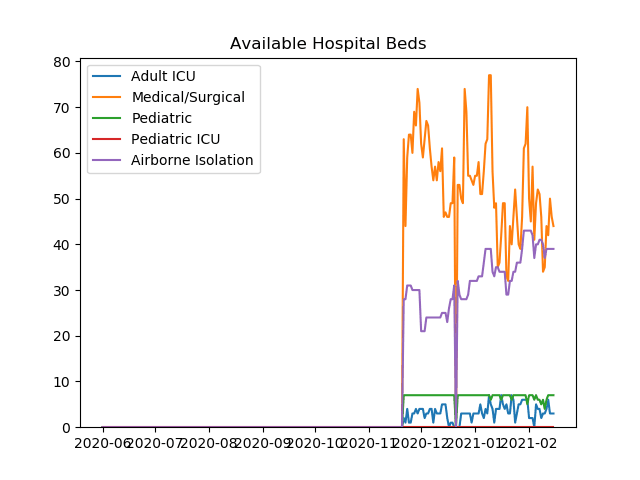 Available Hospital Beds
80
70
60
50
40
30
20
10
0
Adult ICU
Medical/Surgical
Pediatric
Pediatric ICU
Airborne Isolation
2020-06 2020-07 2020-08 2020-09 2020-10 2020-11 2020-12 2021-01 2021-02